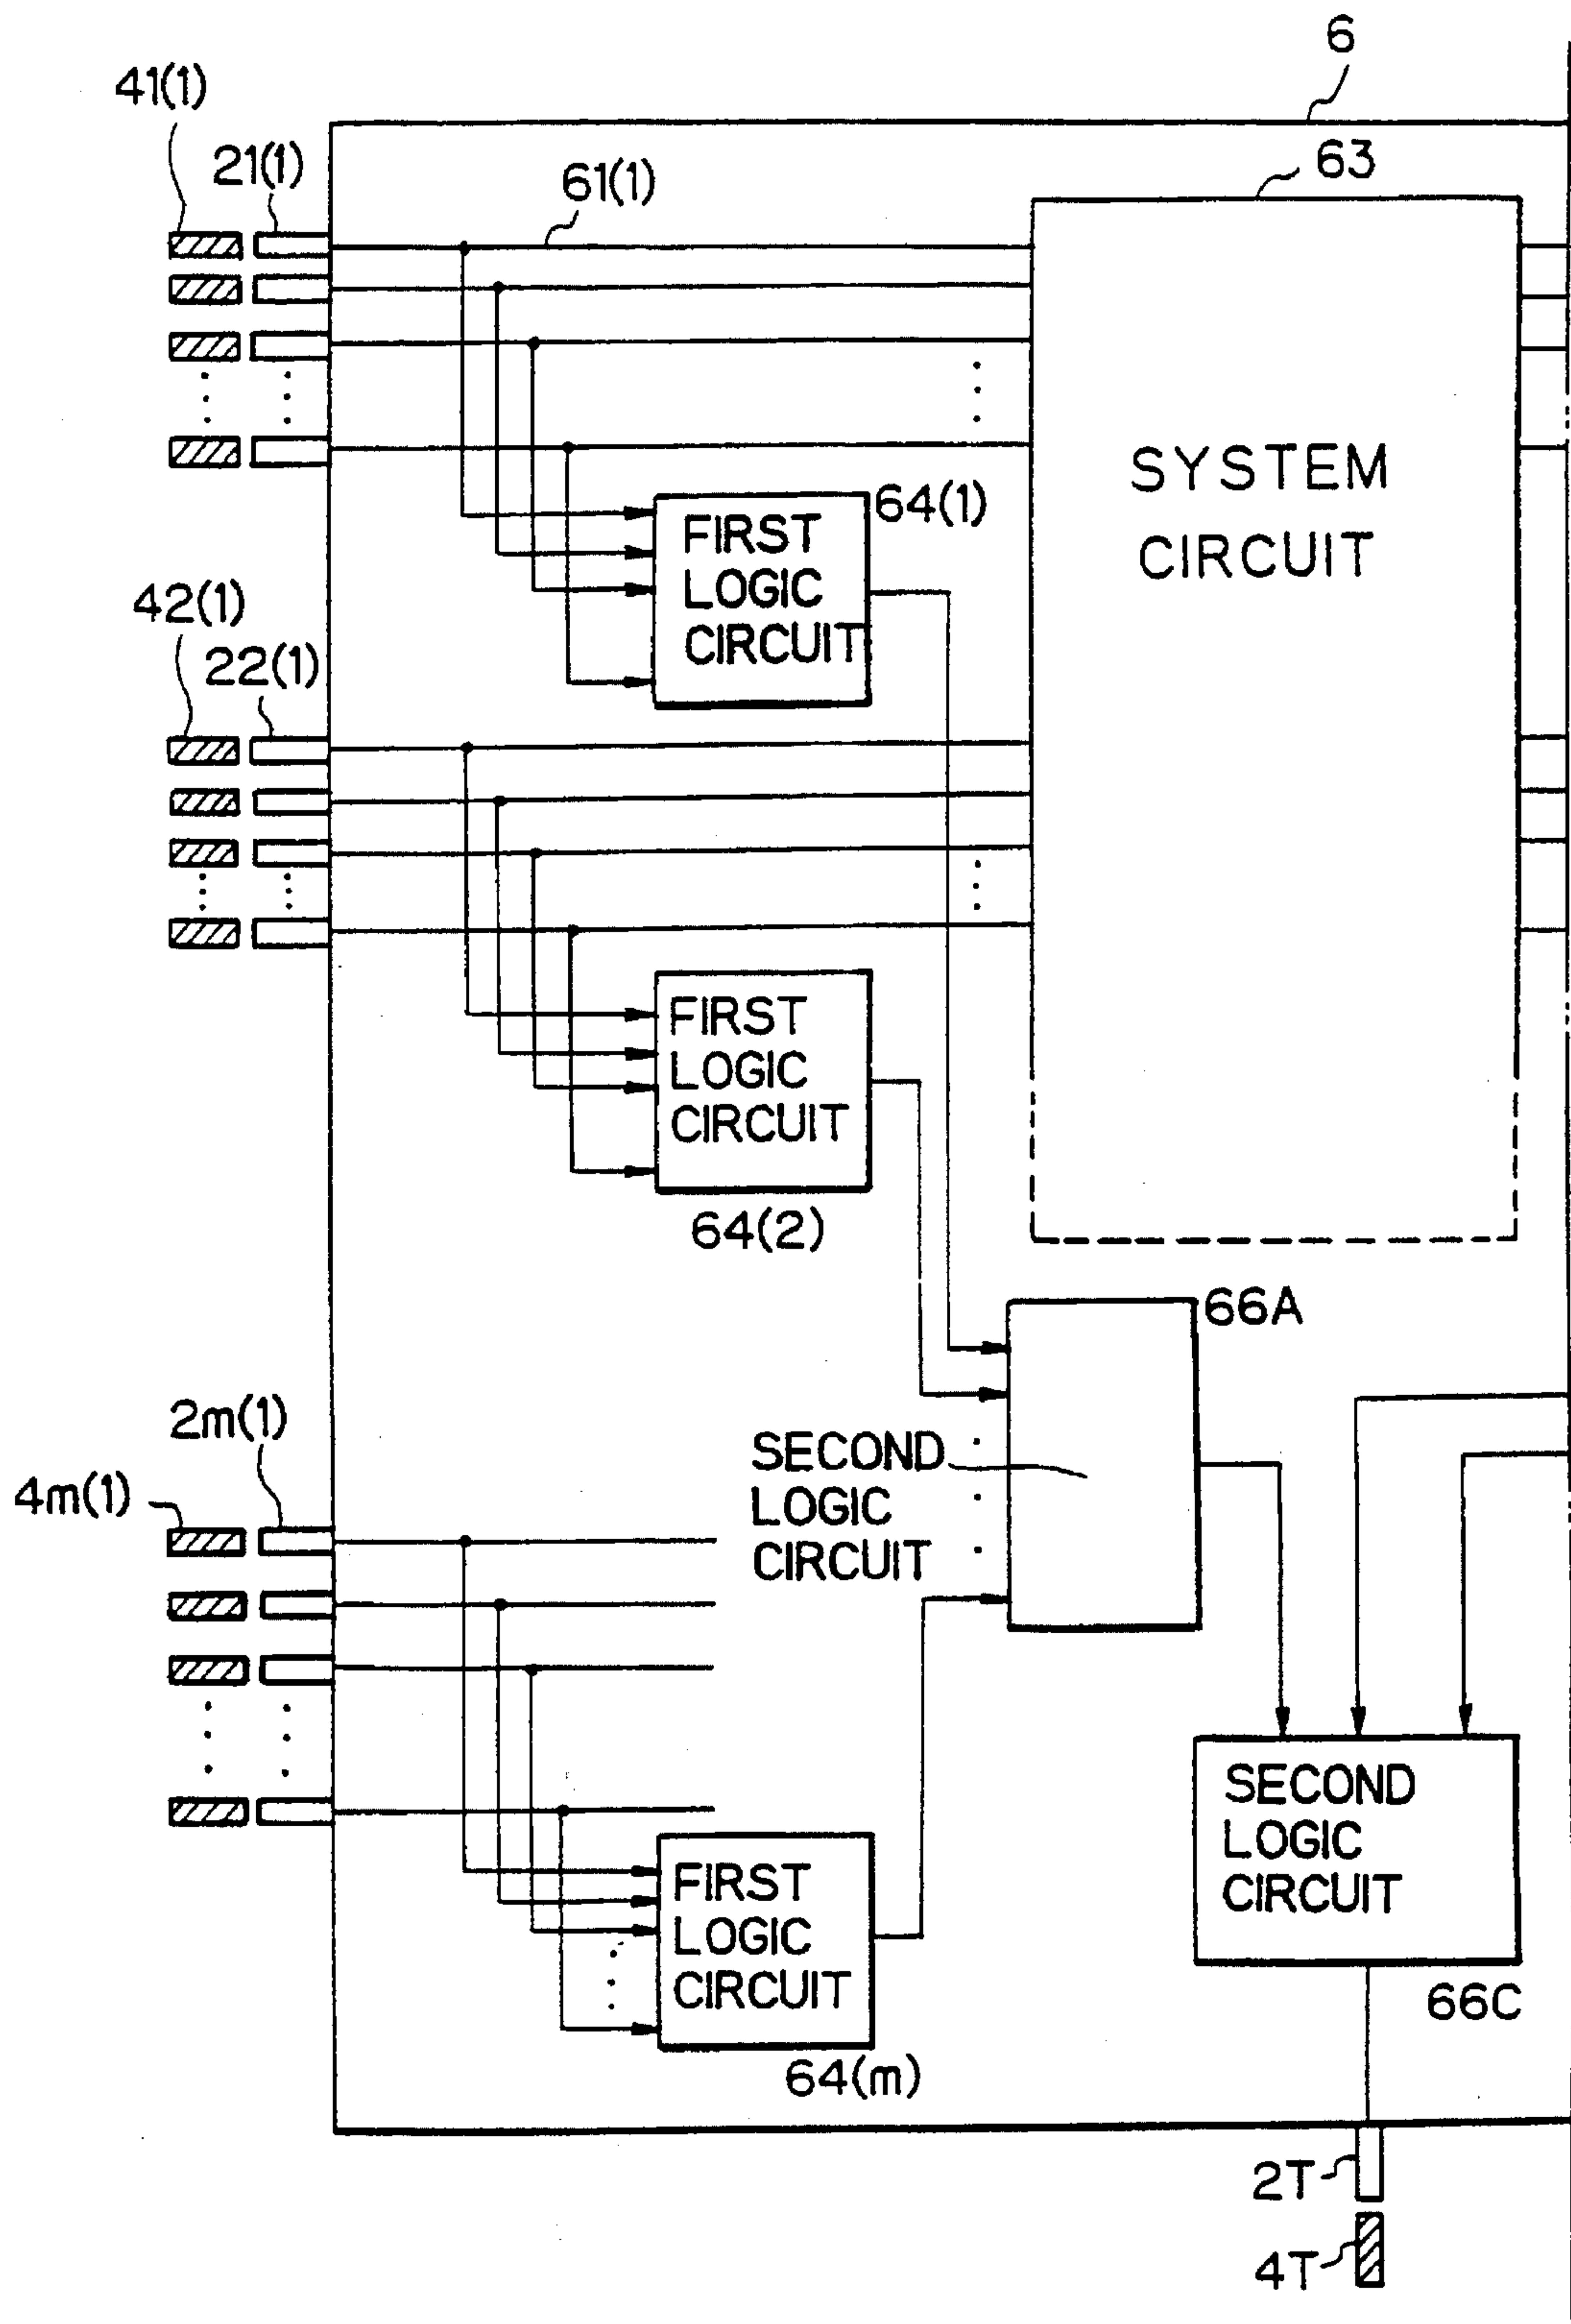 6
41(1)
21(1)
61(1)
63
SYSTEM
CIRCUIT
64(1)
FIRST
LOGIC
CIRCUIT
42(1)
22(1)
FIRST
LOGIC
CIRCUIT
64(2)
66A
2m(1)
4m(1)
SECOND
LOGIC
CIRCUIT
SECOND
LOGIC
CIRCUIT
66C
FIRST
LOGIC
CIRCUIT
64(m)
2T
4T